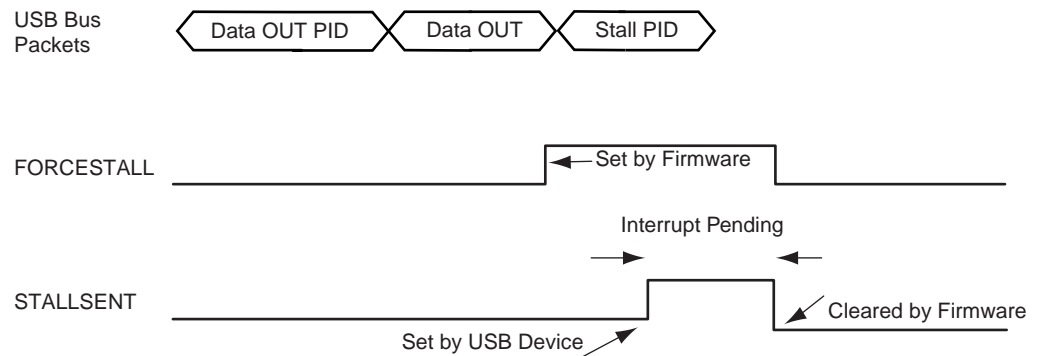 USB Bus
Packets
Data OUT PID
Data OUT
Stall PID
FORCESTALL
Set by Firmware
Interrupt Pending
STALLSENT
Cleared by Firmware
Set by USB Device